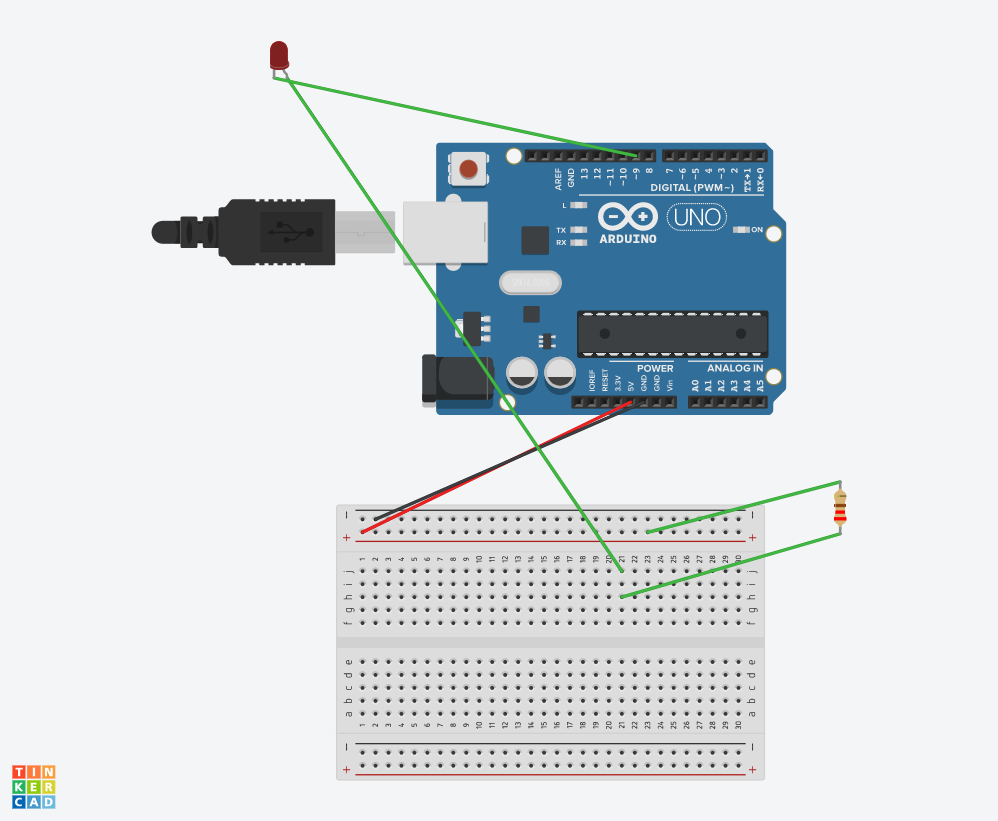 AREF
GND
13
12
~11
~10
~9
8
7
~6
~5
4
~3
2
TX→1
RX←0
DIGITAL (PWM~)
L
TX
RX
ARDUINO
UNO
ON
POWER
ANALOG IN
IOREF
RESET
3.3V
5V
GND
GND
Vin
A0
A1
A2
A3
A4
A5
− −
+ +
1 2 3 4 5 6 7 8 9 10 11 12 13 14 15 16 17 18 19 20 21 22 23 24 25 26 27 28 29 30
j j
i i
h h
g g
f f
e e
d d
c c
b b
a a
1 2 3 4 5 6 7 8 9 10 11 12 13 14 15 16 17 18 19 20 21 22 23 24 25 26 27 28 29 30
− −
+ +
TIN
KER
CAD